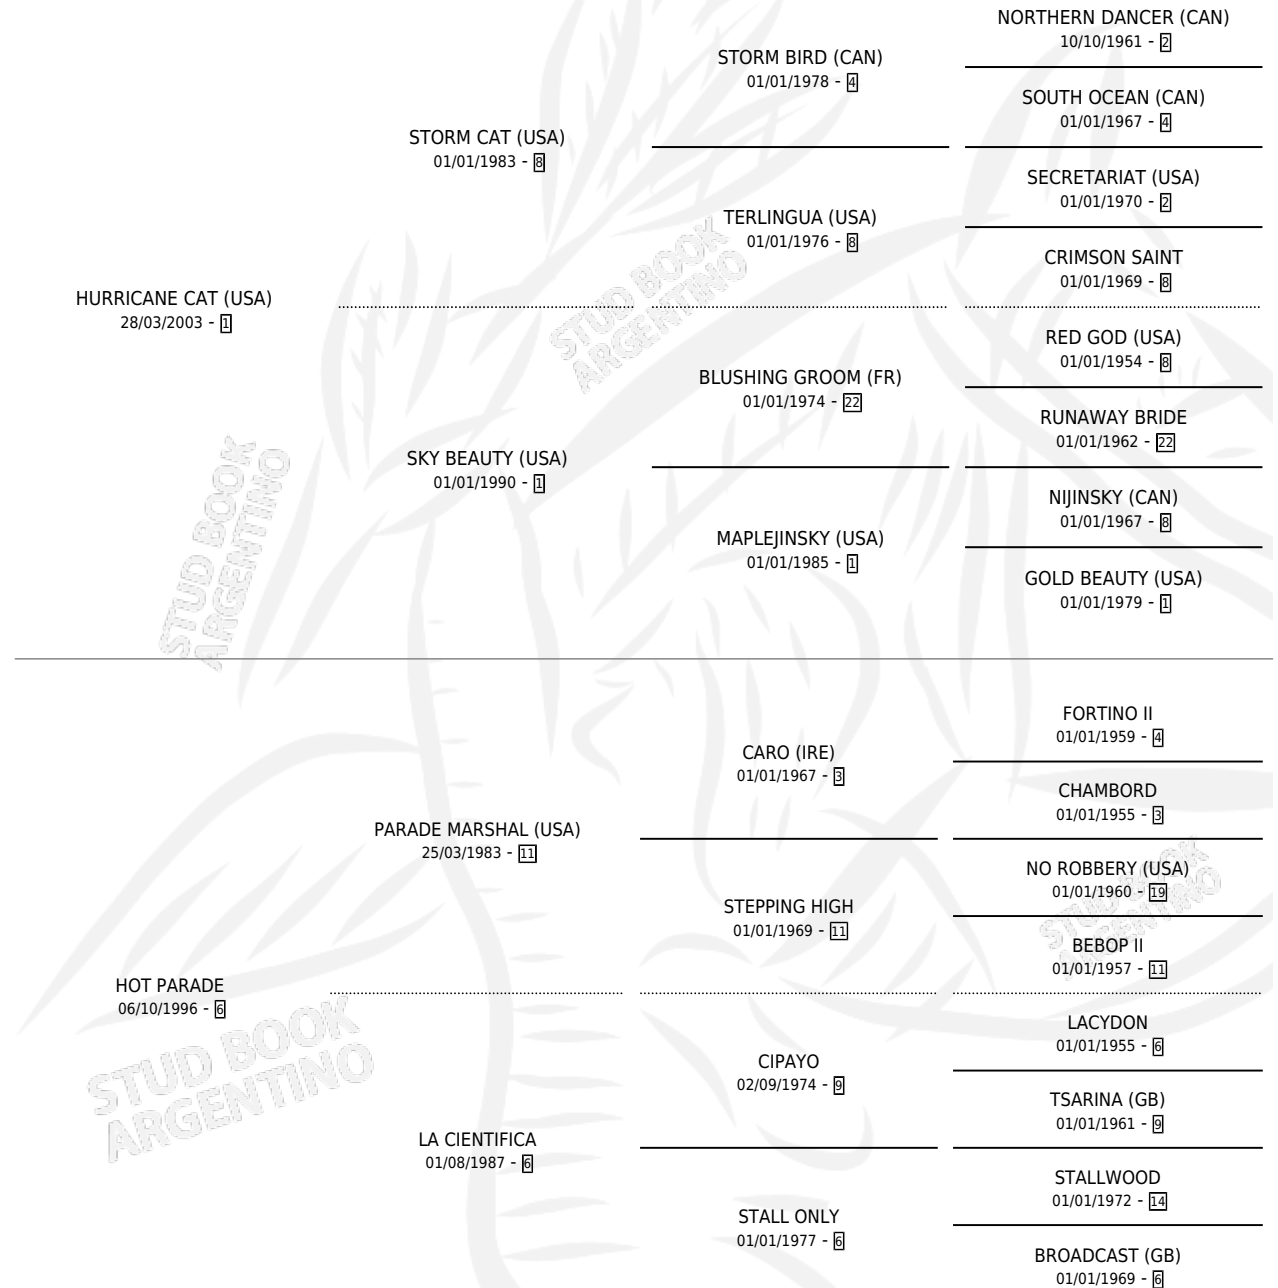 NORTHERN DANCER (CAN)
10/10/1961 - 2
STORM BIRD (CAN)
01/01/1978 - 4
SOUTH OCEAN (CAN)
01/01/1967 - 4
STORM CAT (USA)
01/01/1983 - 8
SECRETARIAT (USA)
01/01/1970 - 2
TERLINGUA (USA)
01/01/1976 - 8
CRIMSON SAINT
01/01/1969 - 8
HURRICANE CAT (USA)
28/03/2003 - 1
STUD BOOK
ARGENTINO
RED GOD (USA)
01/01/1954 - 8
BLUSHING GROOM (FR)
01/01/1974 - 22
RUNAWAY BRIDE
01/01/1962 - 22
SKY BEAUTY (USA)
01/01/1990 - 1
NIJINSKY (CAN)
01/01/1967 - 8
MAPLEJINSKY (USA)
01/01/1985 - 1
GOLD BEAUTY (USA)
01/01/1979 - 1
STUD BOOK
ARGENTINO
FORTINO II
01/01/1959 - 4
CARO (IRE)
01/01/1967 - 3
CHAMBORD
01/01/1955 - 3
PARADE MARSHAL (USA)
25/03/1983 - 11
NO ROBBERY (USA)
01/01/1960 - 19
STEPPING HIGH
01/01/1969 - 11
BEBOP II
01/01/1957 - 11
STUD BOOK
ARGENTINO
HOT PARADE
06/10/1996 - 6
STUD BOOK
ARGENTINO
LACYDON
01/01/1955 - 6
CIPAYO
02/09/1974 - 9
TSARINA (GB)
01/01/1961 - 9
LA CIENTIFICA
01/08/1987 - 6
STALLWOOD
01/01/1972 - 14
STALL ONLY
01/01/1977 - 6
BROADCAST (GB)
01/01/1969 - 6